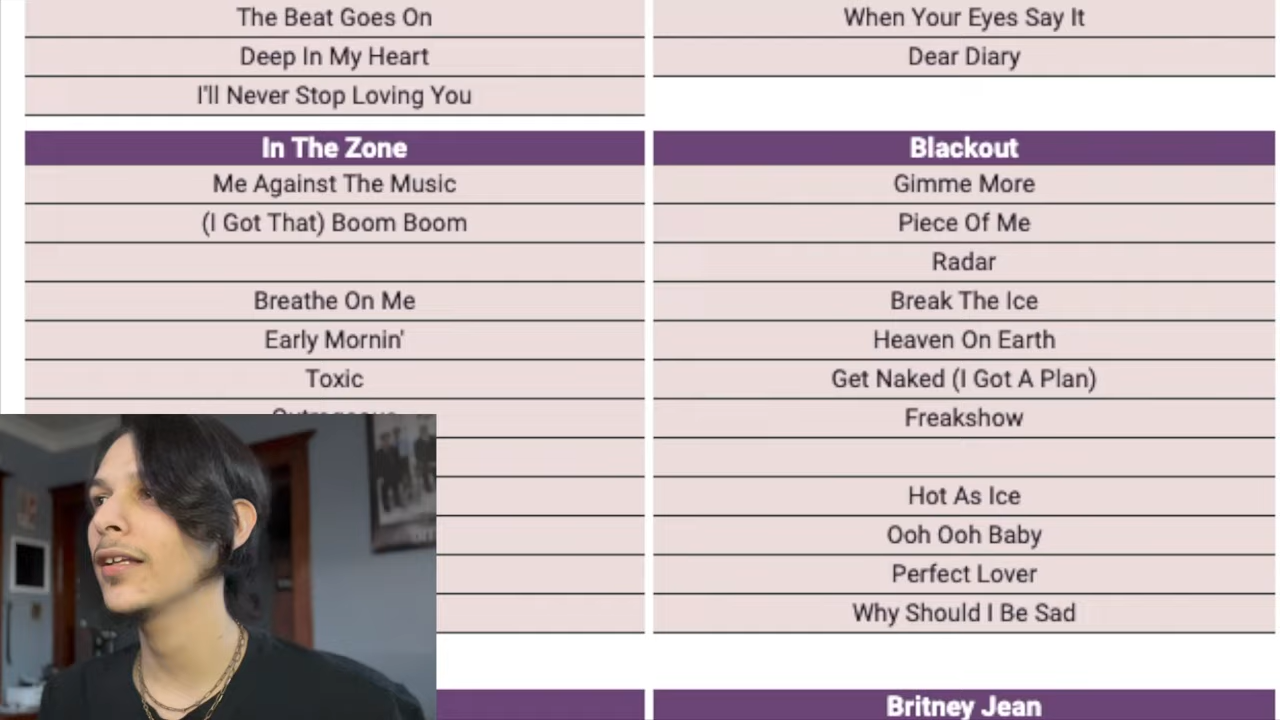 The Beat Goes On
Deep In My Heart
I'll Never Stop Loving You
When Your Eyes Say It
Dear Diary
In The Zone
Me Against The Music
(I Got That) Boom Boom
Breathe On Me
Early Mornin'
Toxic
Blackout
Gimme More
Piece Of Me
Radar
Break The Ice
Heaven On Earth
Get Naked (I Got A Plan)
Freakshow
Hot As Ice
Ooh Ooh Baby
Perfect Lover
Why Should I Be Sad
Britney Jean